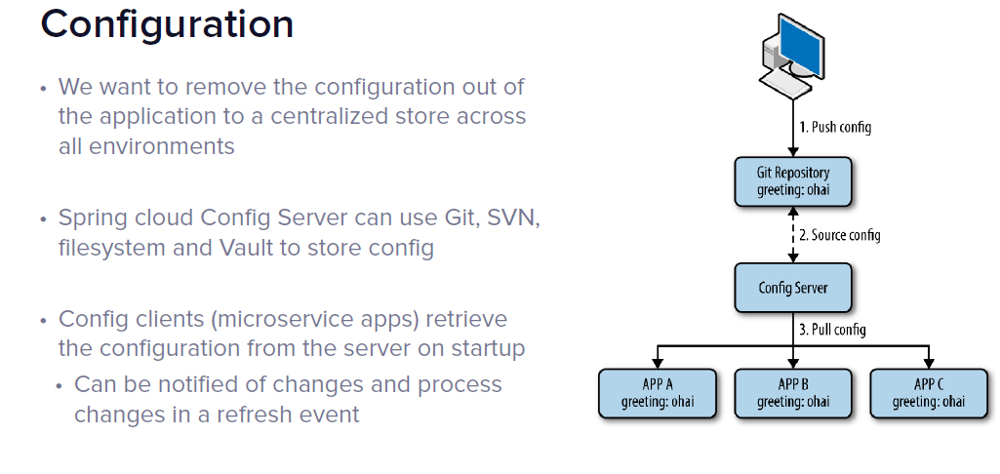 Configuration
• We want to remove the configuration out of
the application to a centralized store across
all environments
• Spring cloud Config Server can use Git, SVN,
filesystem and Vault to store config
• Config clients (microservice apps) retrieve
the configuration from the server on startup
• Can be notified of changes and process
changes in a refresh event
1. Push config
Git Repository
greeting: ohai
2. Source config
Config Server
3. Pull config
APP A
greeting: ohai
APP B
greeting: ohai
APP C
greeting: ohai